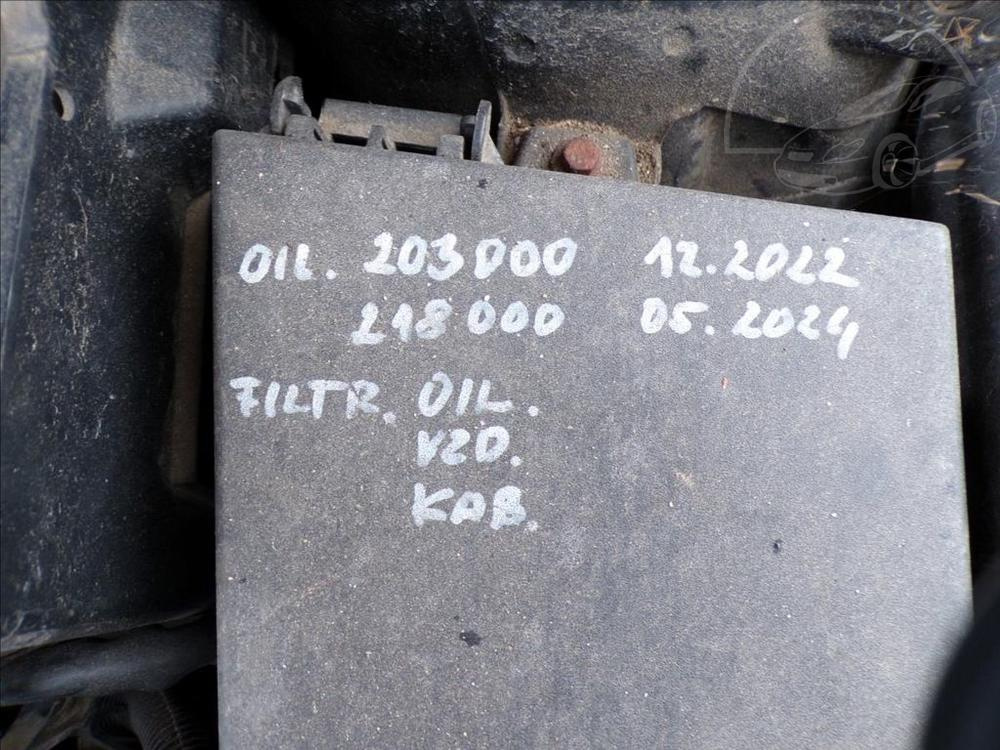 OIL. 203000 12.2022
218000 05.2024
FILTR. OIL.
VZD.
KAB.